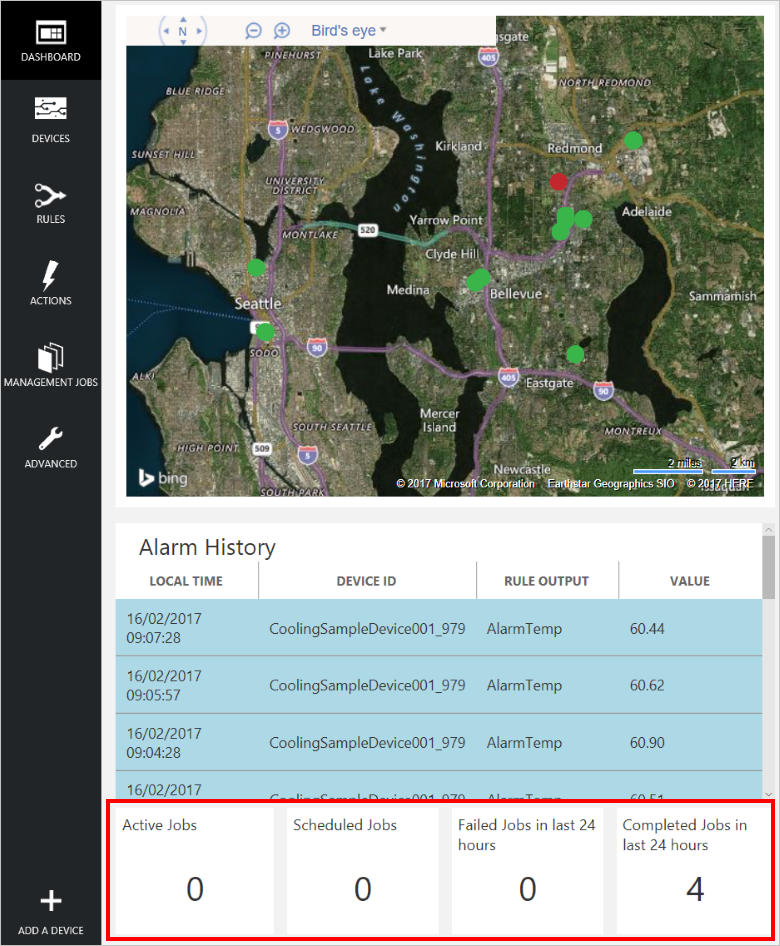 DASHBOARD
DEVICES
RULES
ACTIONS
MANAGEMENT JOBS
ADVANCED
ADD A DEVICE
N
Bird's eye
Lake Park
PINEHURST
405
BLUE RIDGE
NORTH REDMOND
Lake Washington
5
WEDGWOOD
Kirkland
Redmond
SUNSET HILL
UNIVERSITY
DISTRICT
MAGNOLIA
Yarrow Point
Adelaide
520
MONTLAKE
Clyde Hill
Medina
Bellevue
Sammamish
Seattle
SODO
90
ALKI
405
Eastgate
90
Mercer
Island
SOUTH SEATTLE
MONTREUX
HIGH POINT
509
5
Newcastle
2 miles
2 km
bing
SOUTH PARK
© 2017 Microsoft Corporation
Earthstar Geographics SIO
© 2017 HERE
Alarm History
LOCAL TIME DEVICE ID RULE OUTPUT VALUE
16/02/2017
09:07:28 CoolingSampleDevice001_979 AlarmTemp 60.44
16/02/2017
09:05:57 CoolingSampleDevice001_979 AlarmTemp 60.62
16/02/2017
09:04:28 CoolingSampleDevice001_979 AlarmTemp 60.90
16/02/2017
CoolingSampleDevice001_979 AlarmTemp 60.51
Active Jobs
0
Scheduled Jobs
0
Failed Jobs in last 24
hours
0
Completed Jobs in
last 24 hours
4